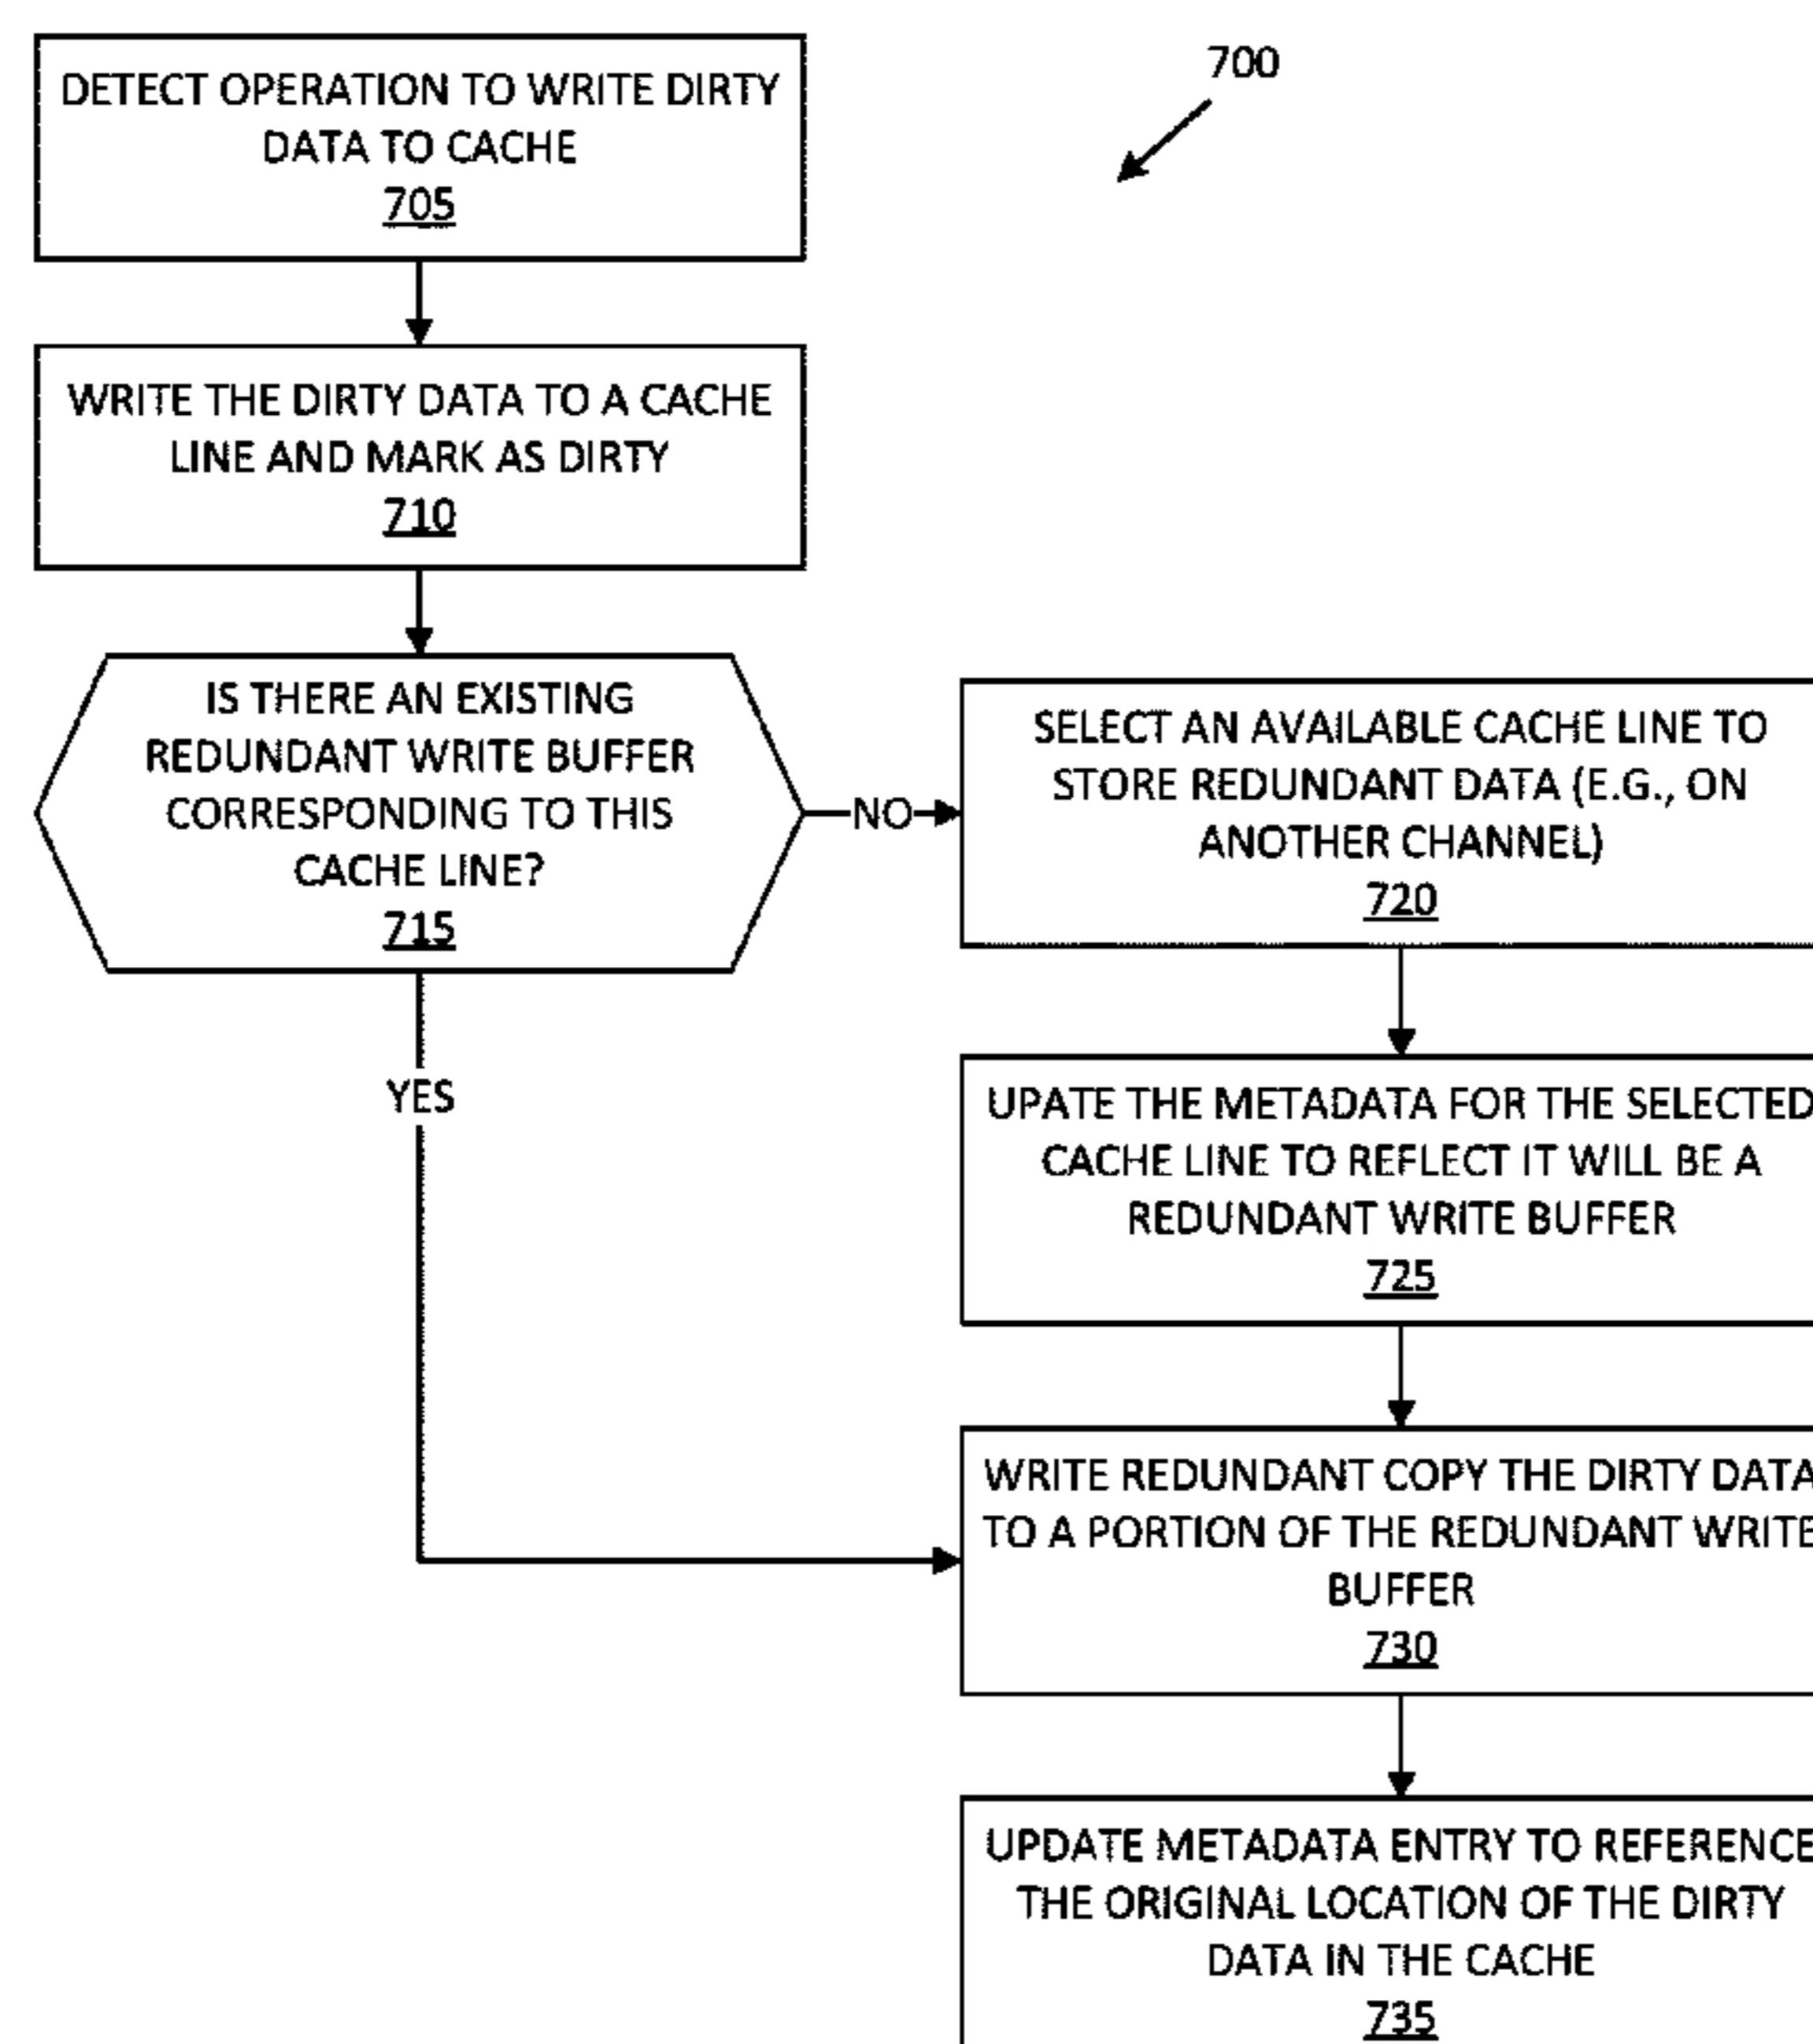 700
DETECT OPERATION TO WRITE DIRTY
DATA TO CACHE
705
WRITE THE DIRTY DATA TO A CACHE
LINE AND MARK AS DIRTY
710
IS THERE AN EXISTING
REDUNDANT WRITE BUFFER
CORRESPONDING TO THIS
CACHE LINE?
715
NO
YES
SELECT AN AVAILABLE CACHE LINE TO
STORE REDUNDANT DATA (E.G., ON
ANOTHER CHANNEL)
720
UPATE THE METADATA FOR THE SELECTED
CACHE LINE TO REFLECT IT WILL BE A
REDUNDANT WRITE BUFFER
725
WRITE REDUNDANT COPY THE DIRTY DATA
TO A PORTION OF THE REDUNDANT WRITE
BUFFER
730
UPDATE METADATA ENTRY TO REFERENCE
THE ORIGINAL LOCATION OF THE DIRTY
DATA IN THE CACHE
735